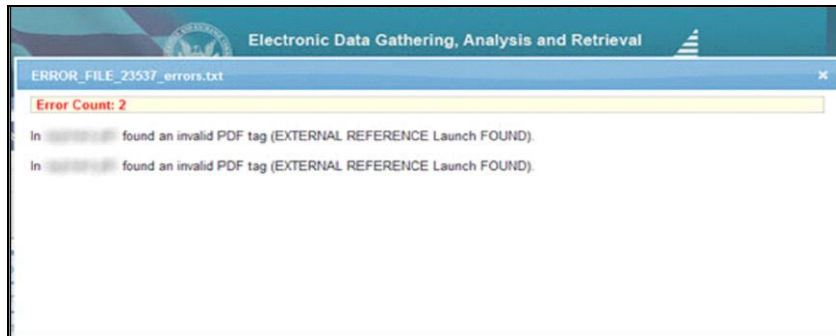 Electronic Data Gathering, Analysis and Retrieval
ERROR_FILE_23537_errors.txt
Error Count: 2
In found an invalid PDF tag (EXTERNAL REFERENCE Launch FOUND).
In found an invalid PDF tag (EXTERNAL REFERENCE Launch FOUND).